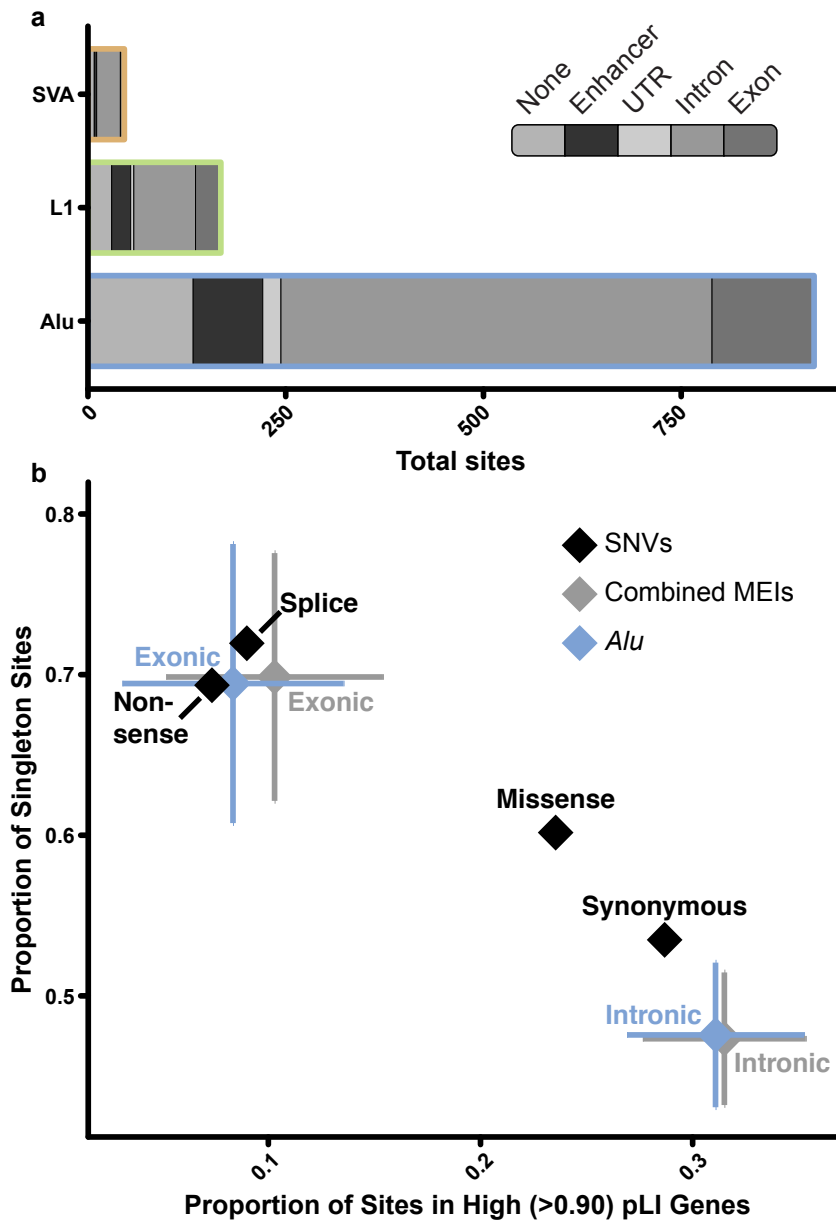 a
None Enhancer UTR Intron Exon
SVA
L1
Alu
0 250 500 750
Total sites
b
0.8
0.7
0.6
0.5
Proportion of Singleton Sites
SNVs
Combined MEIs
Alu
Splice
Exonic
Non-
sense
Exonic
Missense
Synonymous
Intronic
Intronic
0.1 0.2 0.3
Proportion of Sites in High (>0.90) pLI Genes